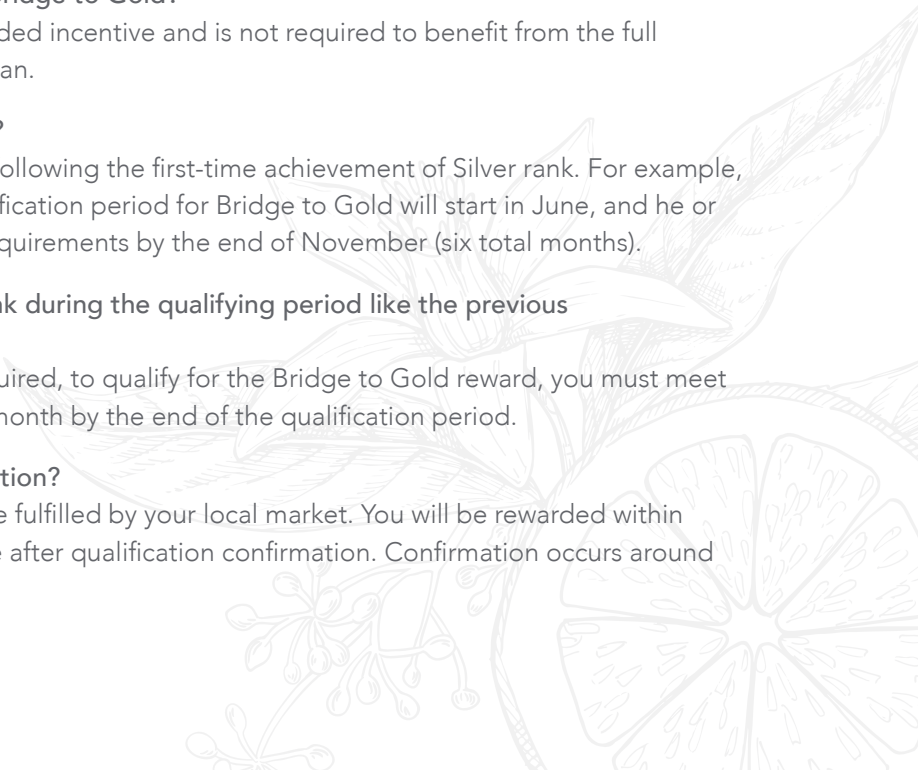 Bridge to Gold?
ded incentive and is not required to benefit from the full
an.
?
ollowing the first-time achievement of Silver rank. For example,
fication period for Bridge to Gold will start in June, and he or
quirements by the end of November (six total months).
nk during the qualifying period like the previous
uired, to qualify for the Bridge to Gold reward, you must meet
month by the end of the qualification period.
tion?
e fulfilled by your local market. You will be rewarded within
e after qualification confirmation. Confirmation occurs around